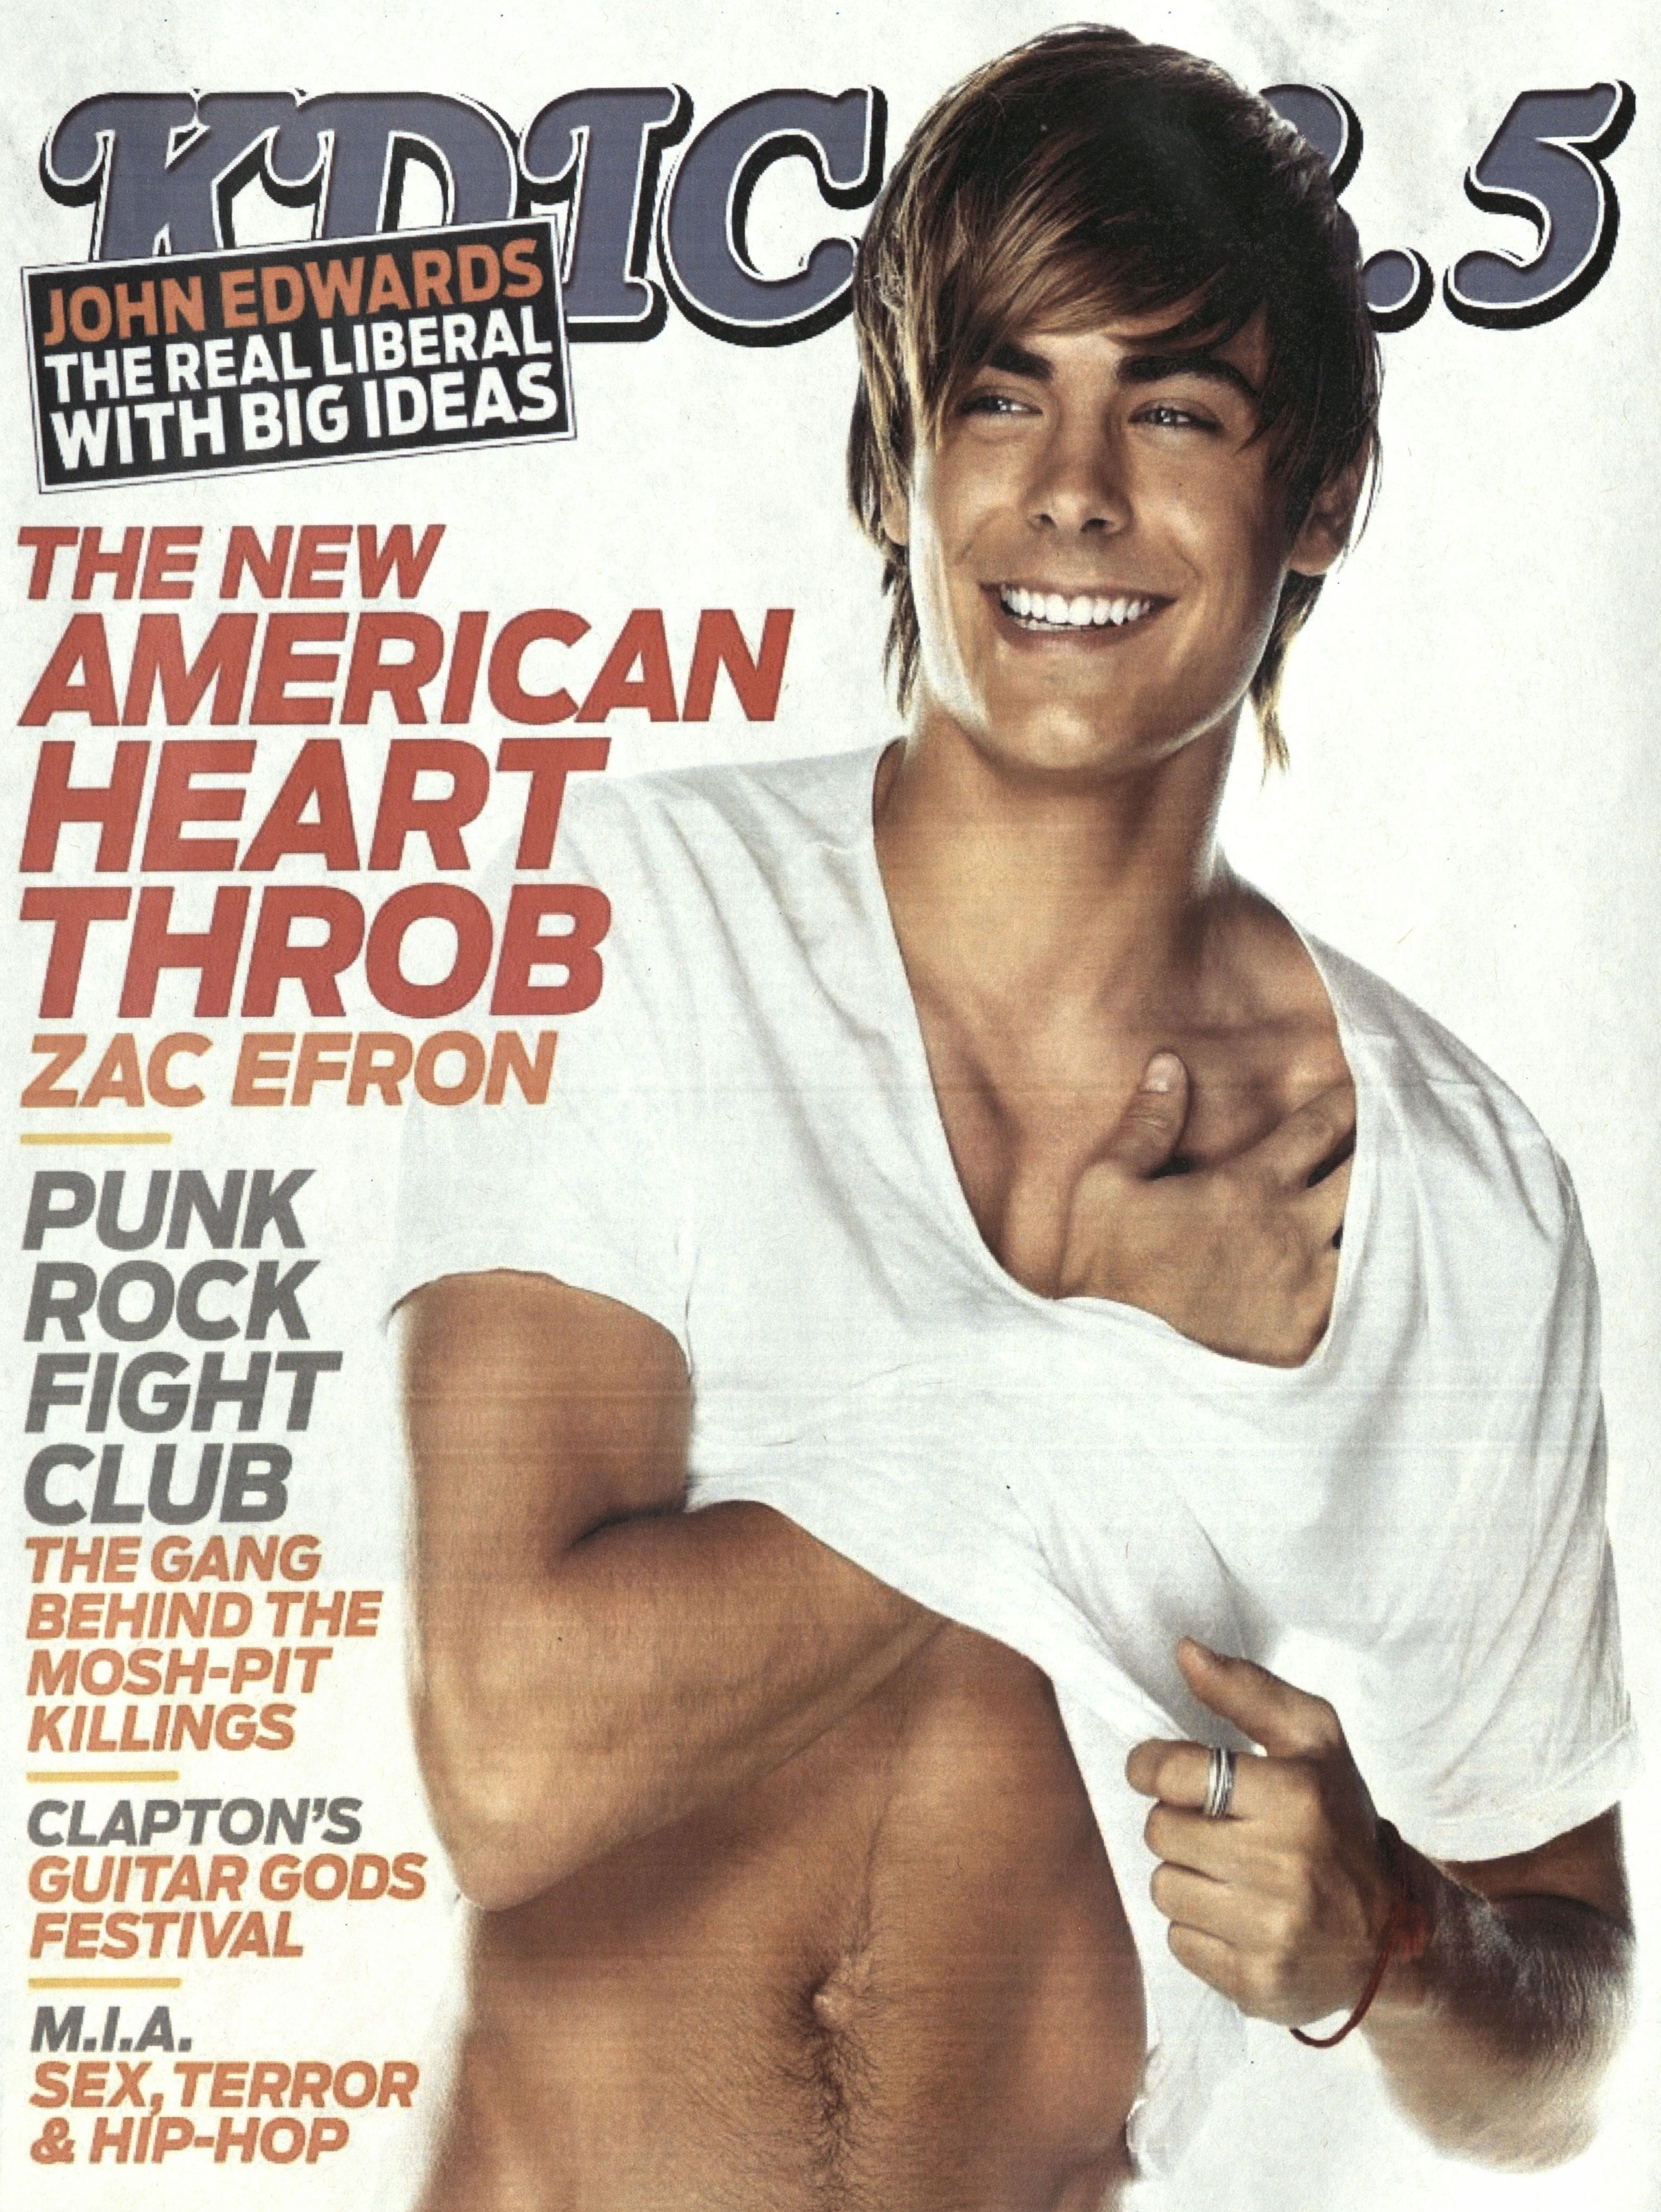 KDIC .5
JOHN EDWARDS
THE REAL LIBERAL
WITH BIG IDEAS
THE NEW
AMERICAN
HEART
THROB
ZAC EFRON
PUNK
ROCK
FIGHT
CLUB
THE GANG
BEHIND THE
MOSH-PIT
KILLINGS
CLAPTON'S
GUITAR GODS
FESTIVAL
M.I.A.
SEX, TERROR
& HIP-HOP